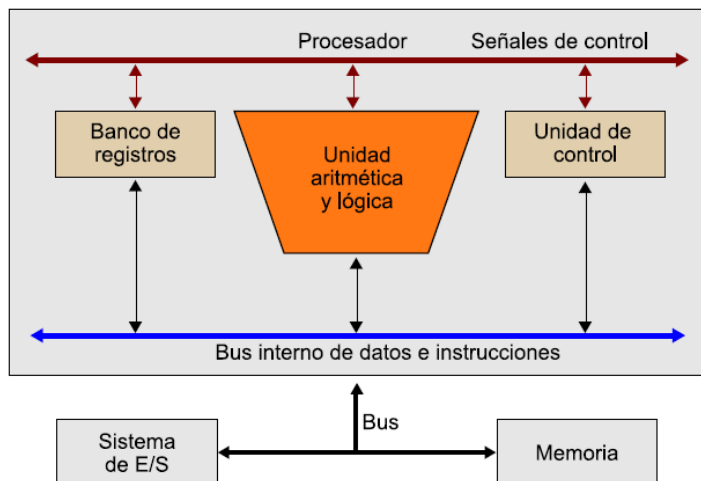 Procesador
Señales de control
Banco de
registros
Unidad
aritmética
y lógica
Unidad de
control
Bus interno de datos e instrucciones
Bus
Sistema
de E/S
Memoria